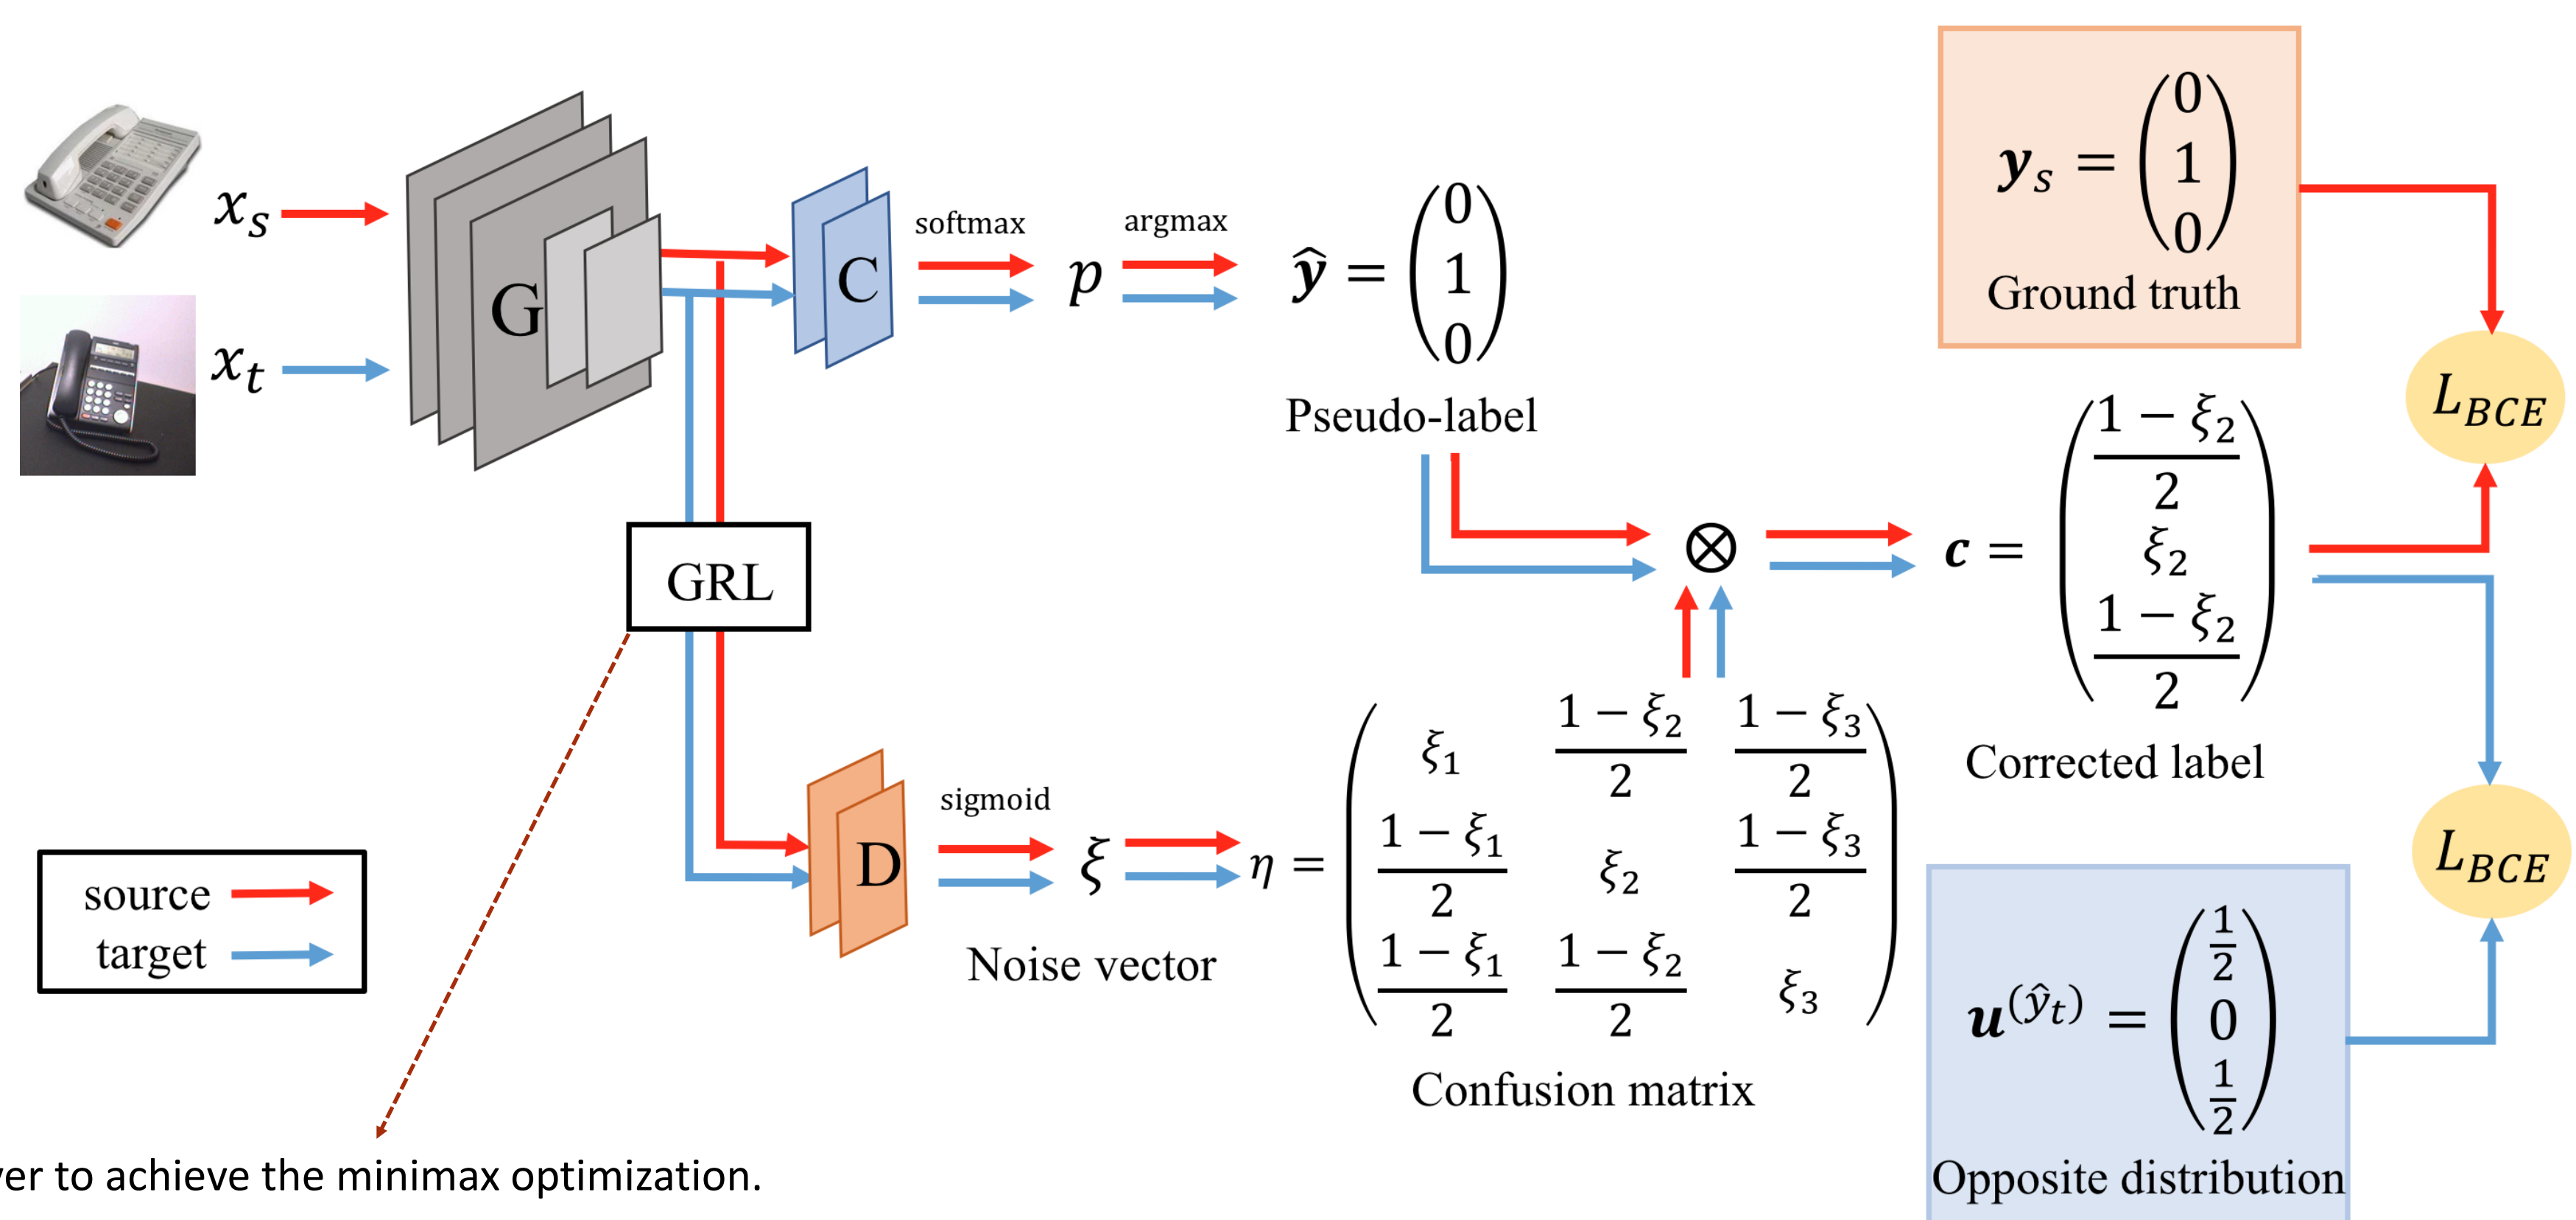 x_s
x_t
G
C
softmax
p
argmax
ŷ = (0 1 0)
Pseudo-label
y_s = (0 1 0)
Ground truth
L_BCE
GRL
⊗
c = ((1 − ξ_2)/2 ξ_2 (1 − ξ_2)/2)
Corrected label
source
target
D
sigmoid
ξ
Noise vector
η =
ξ_1 (1 − ξ_2)/2 (1 − ξ_3)/2
(1 − ξ_1)/2 ξ_2 (1 − ξ_3)/2
(1 − ξ_1)/2 (1 − ξ_2)/2 ξ_3
Confusion matrix
L_BCE
u^(ŷ_t) = (1/2 0 1/2)
Opposite distribution
to achieve the minimax optimization.